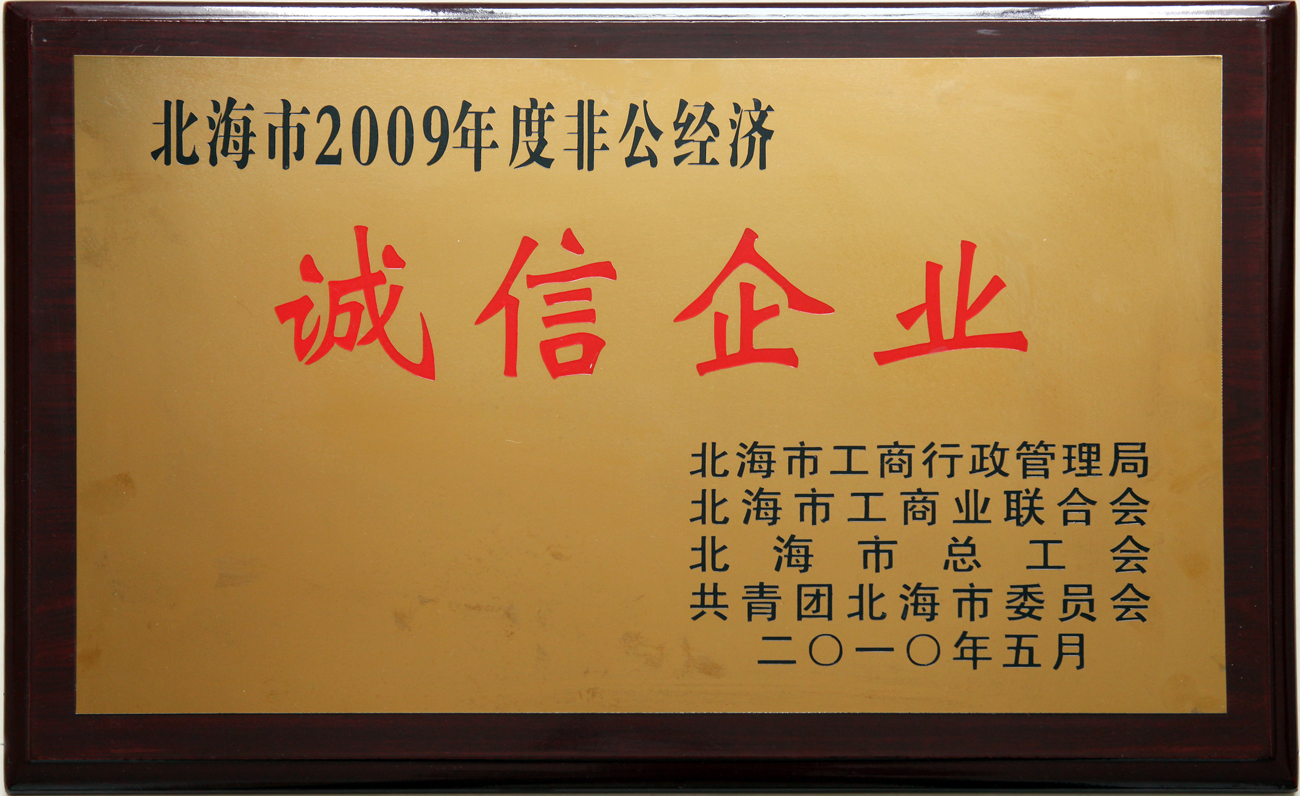 北海市2009年度非公经济
诚信企业
北海市工商行政管理局
北海市工商业联合会
北海市总工会
共青团北海市委员会
二〇一〇年五月